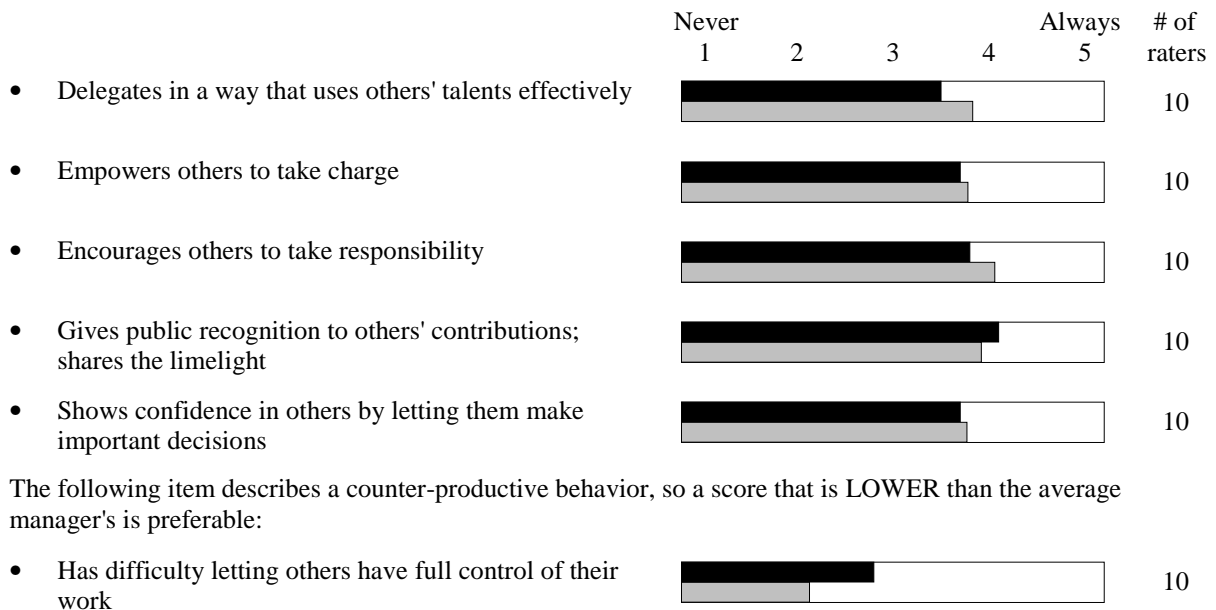 Never Always # of
1 2 3 4 5 raters
• Delegates in a way that uses others' talents effectively 10
• Empowers others to take charge 10
• Encourages others to take responsibility 10
• Gives public recognition to others' contributions;
shares the limelight 10
• Shows confidence in others by letting them make
important decisions 10
The following item describes a counter-productive behavior, so a score that is LOWER than the average
manager's is preferable:
• Has difficulty letting others have full control of their
work 10